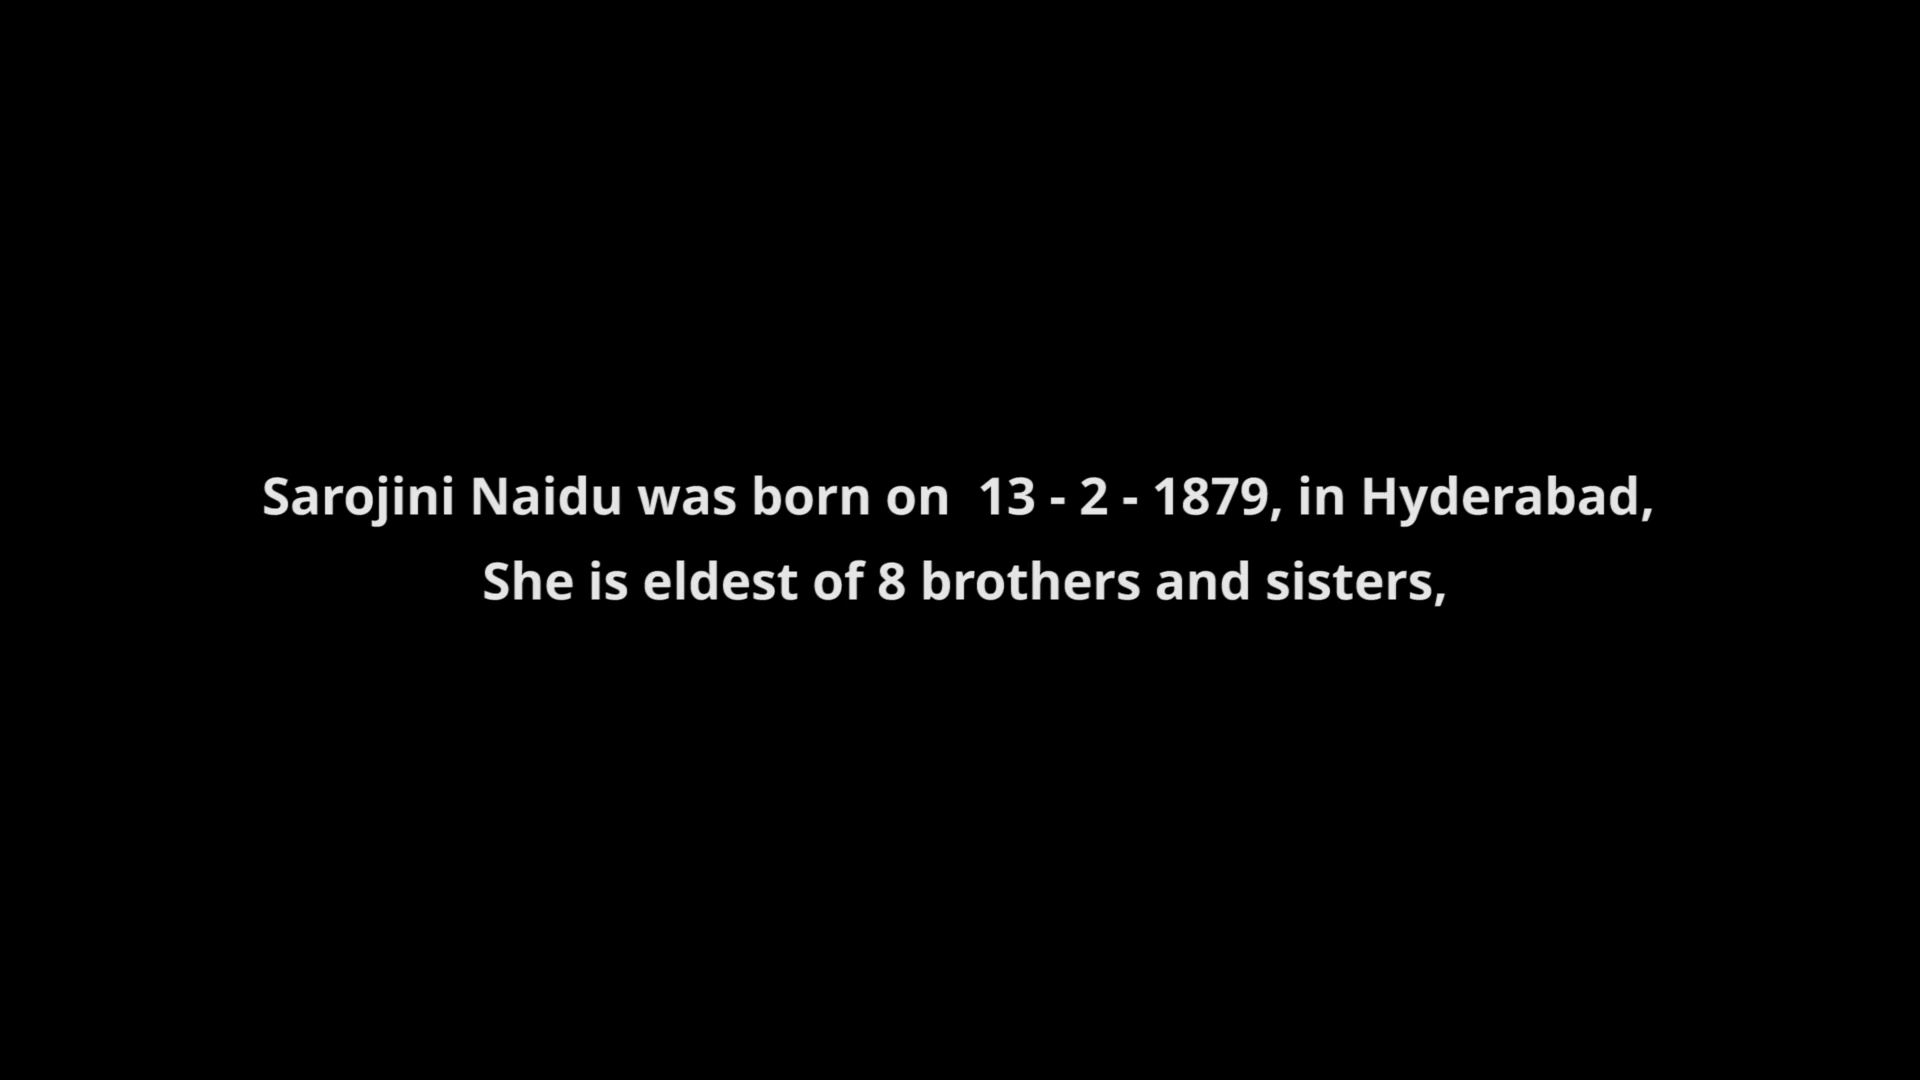 Sarojini Naidu was born on  13 - 2 - 1879, in Hyderabad,
She is eldest of 8 brothers and sisters,